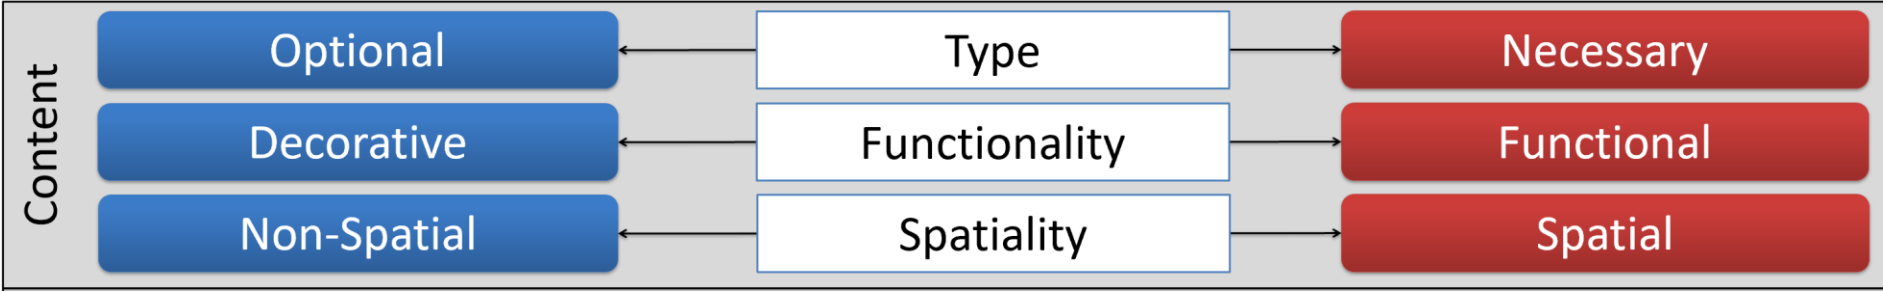 Content
Optional
Type
Necessary
Decorative
Functionality
Functional
Non-Spatial
Spatiality
Spatial